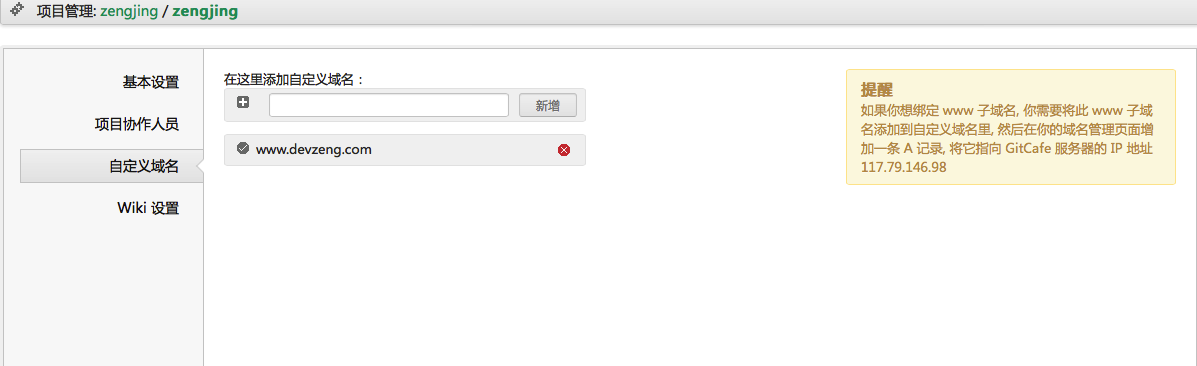 项目管理: zengjing / zengjing
基本设置
项目协作人员
自定义域名
Wiki 设置
在这里添加自定义域名：
新增
www.devzeng.com
提醒
如果你想绑定 www 子域名, 你需要将此 www 子域
名添加到自定义域名里, 然后在你的域名管理页面增
加一条 A 记录, 将它指向 GitCafe 服务器的 IP 地址
117.79.146.98